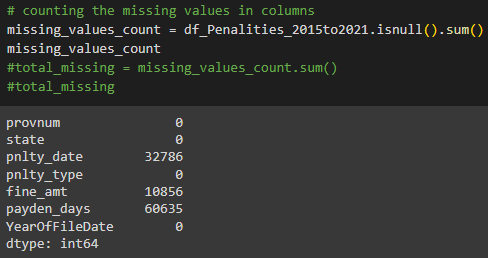 # counting the missing values in columns
missing_values_count = df_Penalities_2015to2021.isnull().sum()
missing_values_count
#total_missing = missing_values_count.sum()
#total_missing
provnum 0
state 0
pnlty_date 32786
pnlty_type 0
fine_amt 10856
payden_days 60635
YearOfFileDate 0
dtype: int64